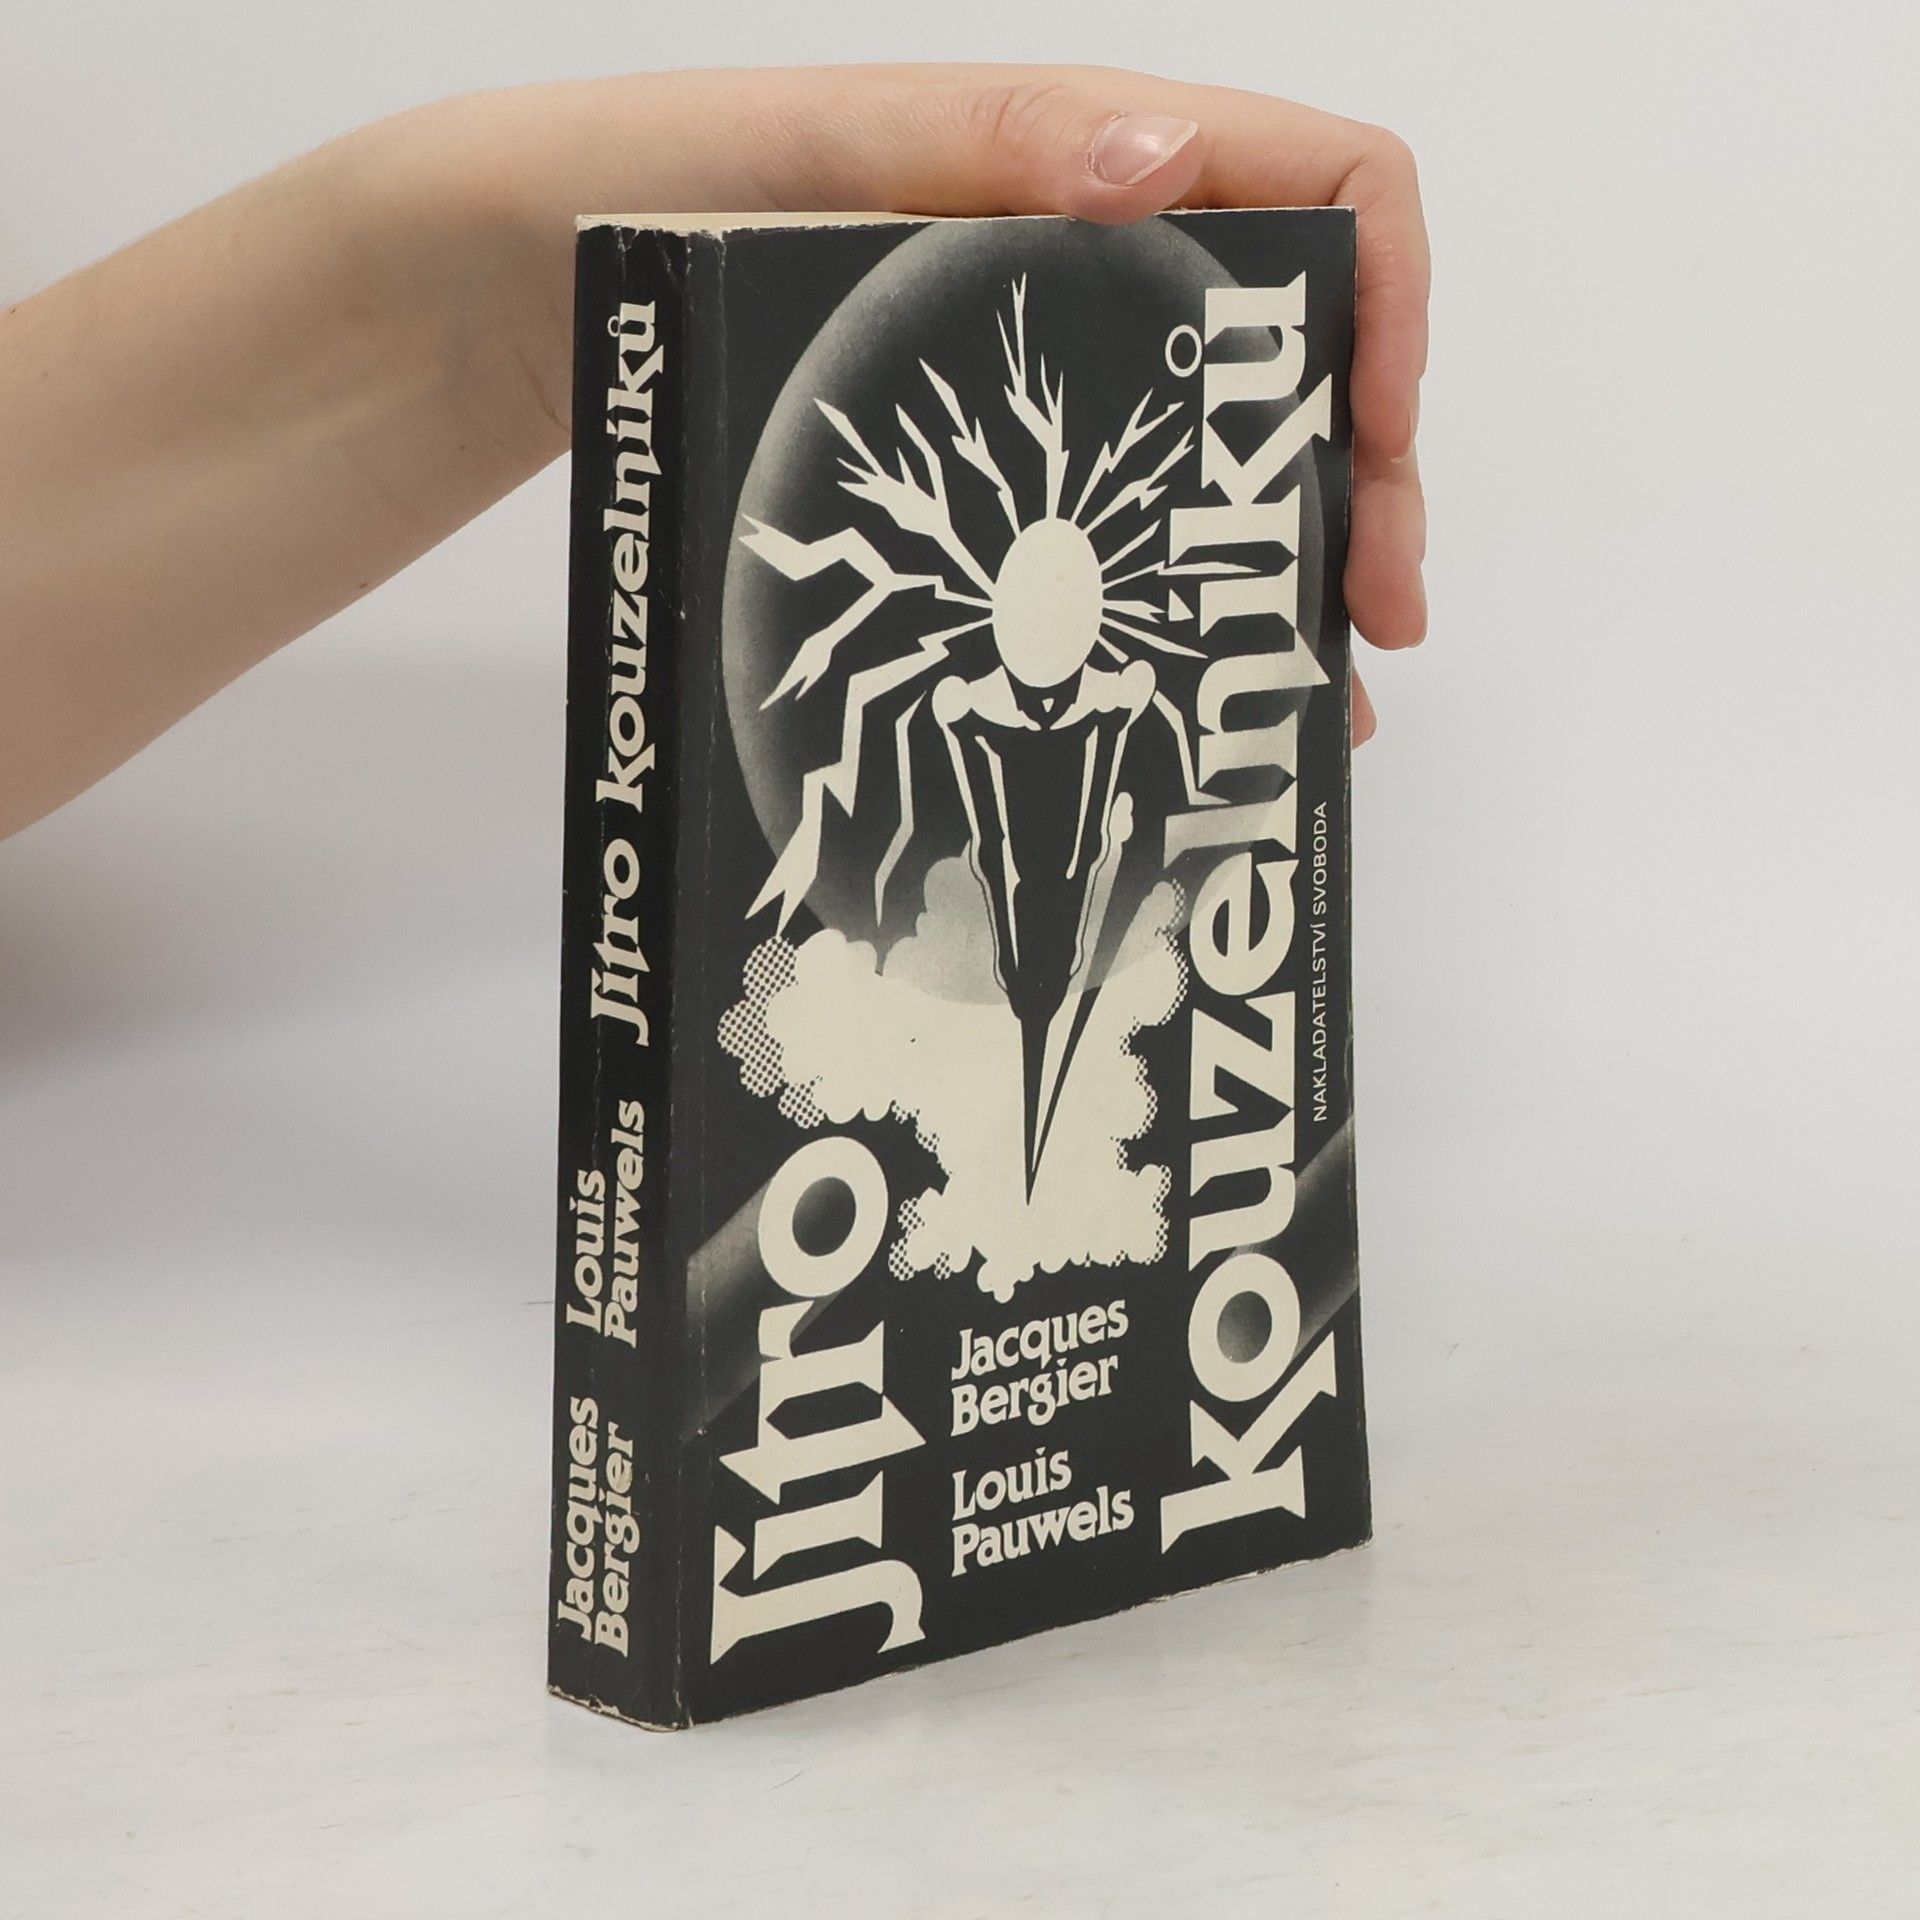 Jacques
Bergier
Louis
Pauwels
Jitro kouzelníků
Jitro
kouzelníků
Jacques
Bergier
Louis
Pauwels
NAKLADATELSTVÍ SVOBODA